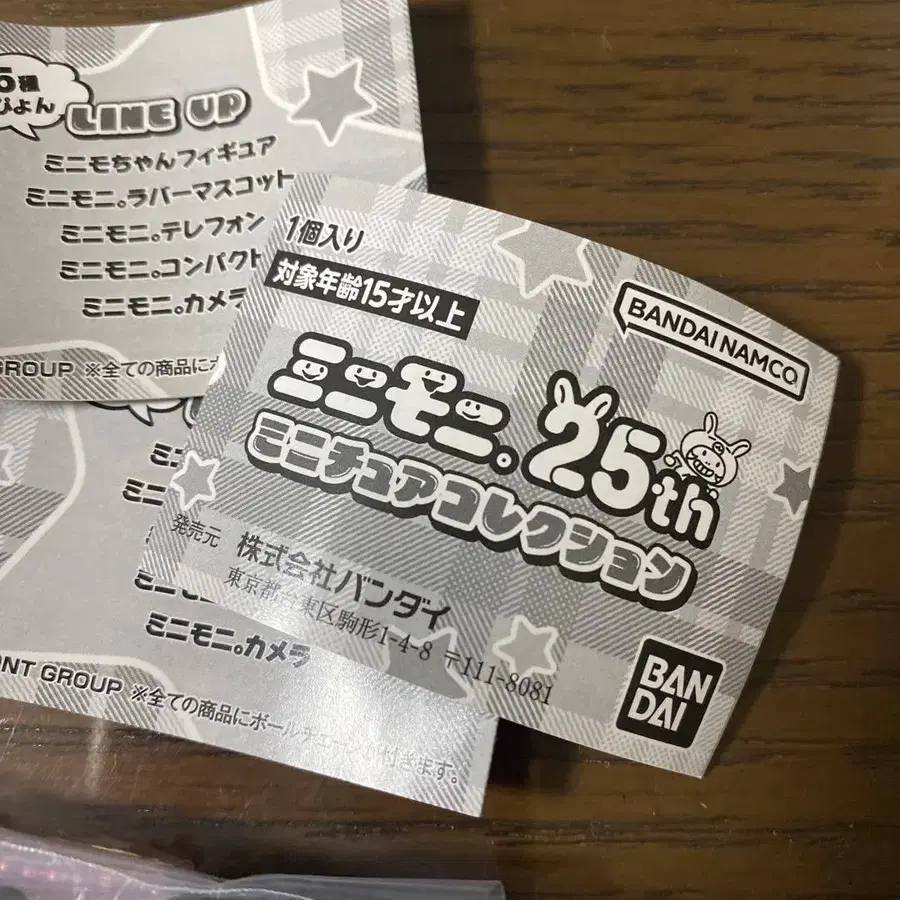 5種
ぴよん
LINE UP
ミニモちゃんフィギュア
ミニモニ。ラバーマスコット
ミニモニ。テレフォン
ミニモニ。コンパクト
ミニモニ。カメラ
GROUP ※全ての商品にボ
1個入り
対象年齢15才以上
BANDAI NAMCO
ミニモニ。25th
ミニチュアコレクション
発売元 株式会社バンダイ
東京都台東区駒形1-4-8 〒111-8081
BAN
DAI
ミニモニ。カメラ
ONT GROUP ※全ての商品にボールチェーンが付きます。